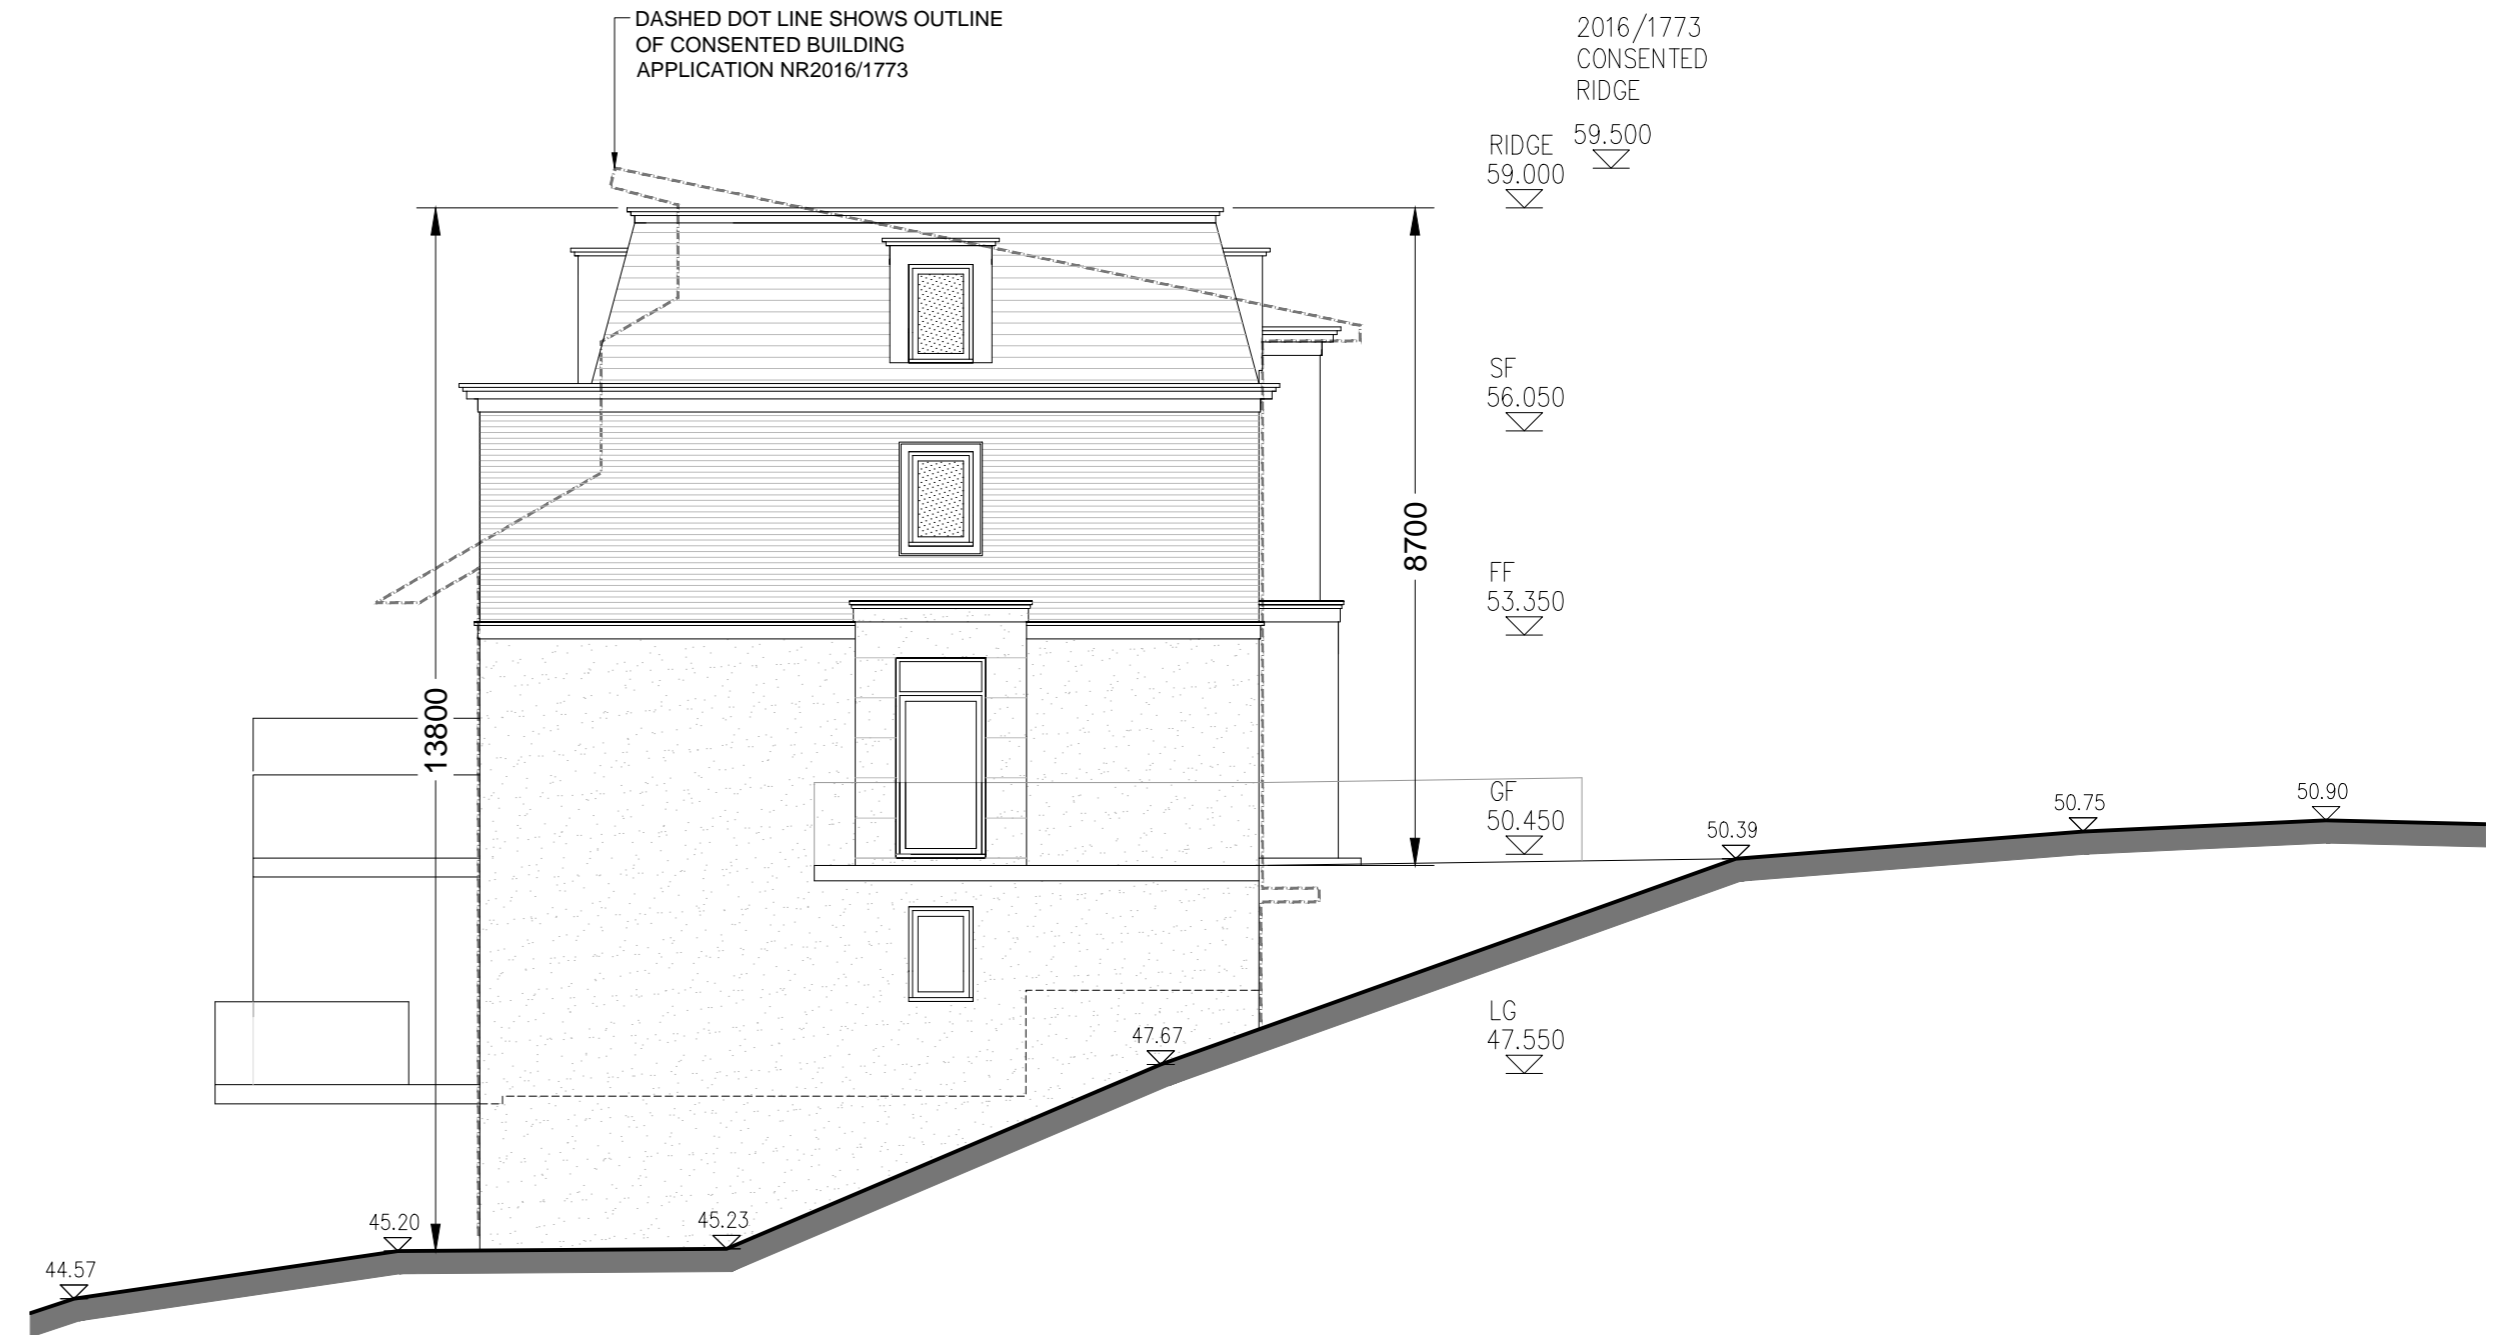 DASHED DOT LINE SHOWS OUTLINE
OF CONSENTED BUILDING
APPLICATION NR2016/1773
2016/1773
CONSENTED
RIDGE
59.500
RIDGE
59.000
SF
56.050
8700
FF
53.350
13800
GF
50.450
50.39
50.75
50.90
LG
47.550
47.67
45.20
45.23
44.57